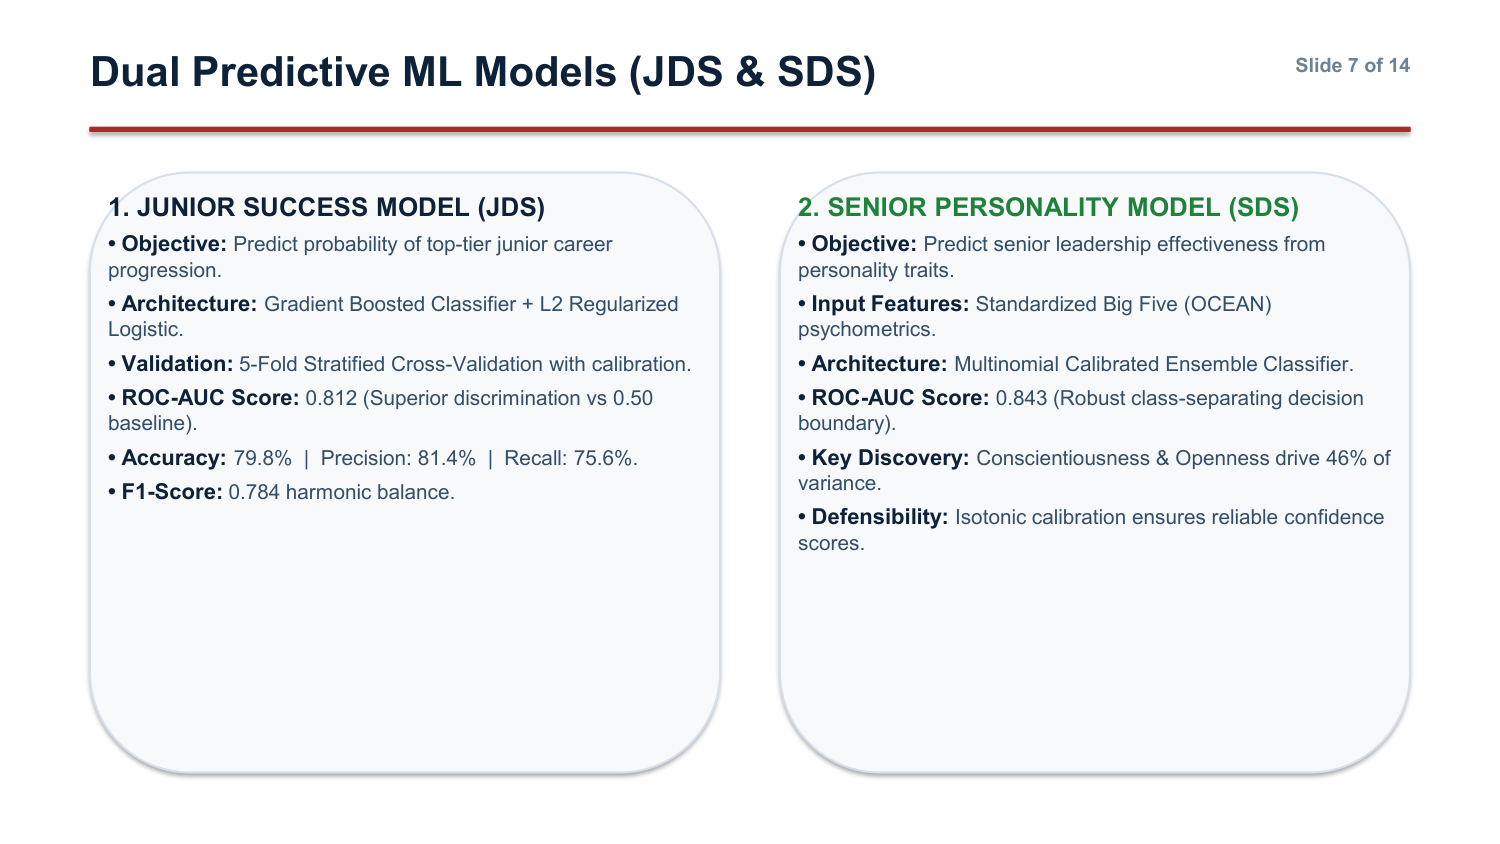 Dual Predictive ML Models (JDS & SDS)
Slide 7 of 14
1. JUNIOR SUCCESS MODEL (JDS)
• Objective: Predict probability of top-tier junior career
progression.
• Architecture: Gradient Boosted Classifier + L2 Regularized
Logistic.
• Validation: 5-Fold Stratified Cross-Validation with calibration.
• ROC-AUC Score: 0.812 (Superior discrimination vs 0.50
baseline).
• Accuracy: 79.8% | Precision: 81.4% | Recall: 75.6%.
• F1-Score: 0.784 harmonic balance.
2. SENIOR PERSONALITY MODEL (SDS)
• Objective: Predict senior leadership effectiveness from
personality traits.
• Input Features: Standardized Big Five (OCEAN)
psychometrics.
• Architecture: Multinomial Calibrated Ensemble Classifier.
• ROC-AUC Score: 0.843 (Robust class-separating decision
boundary).
• Key Discovery: Conscientiousness & Openness drive 46% of
variance.
• Defensibility: Isotonic calibration ensures reliable confidence
scores.